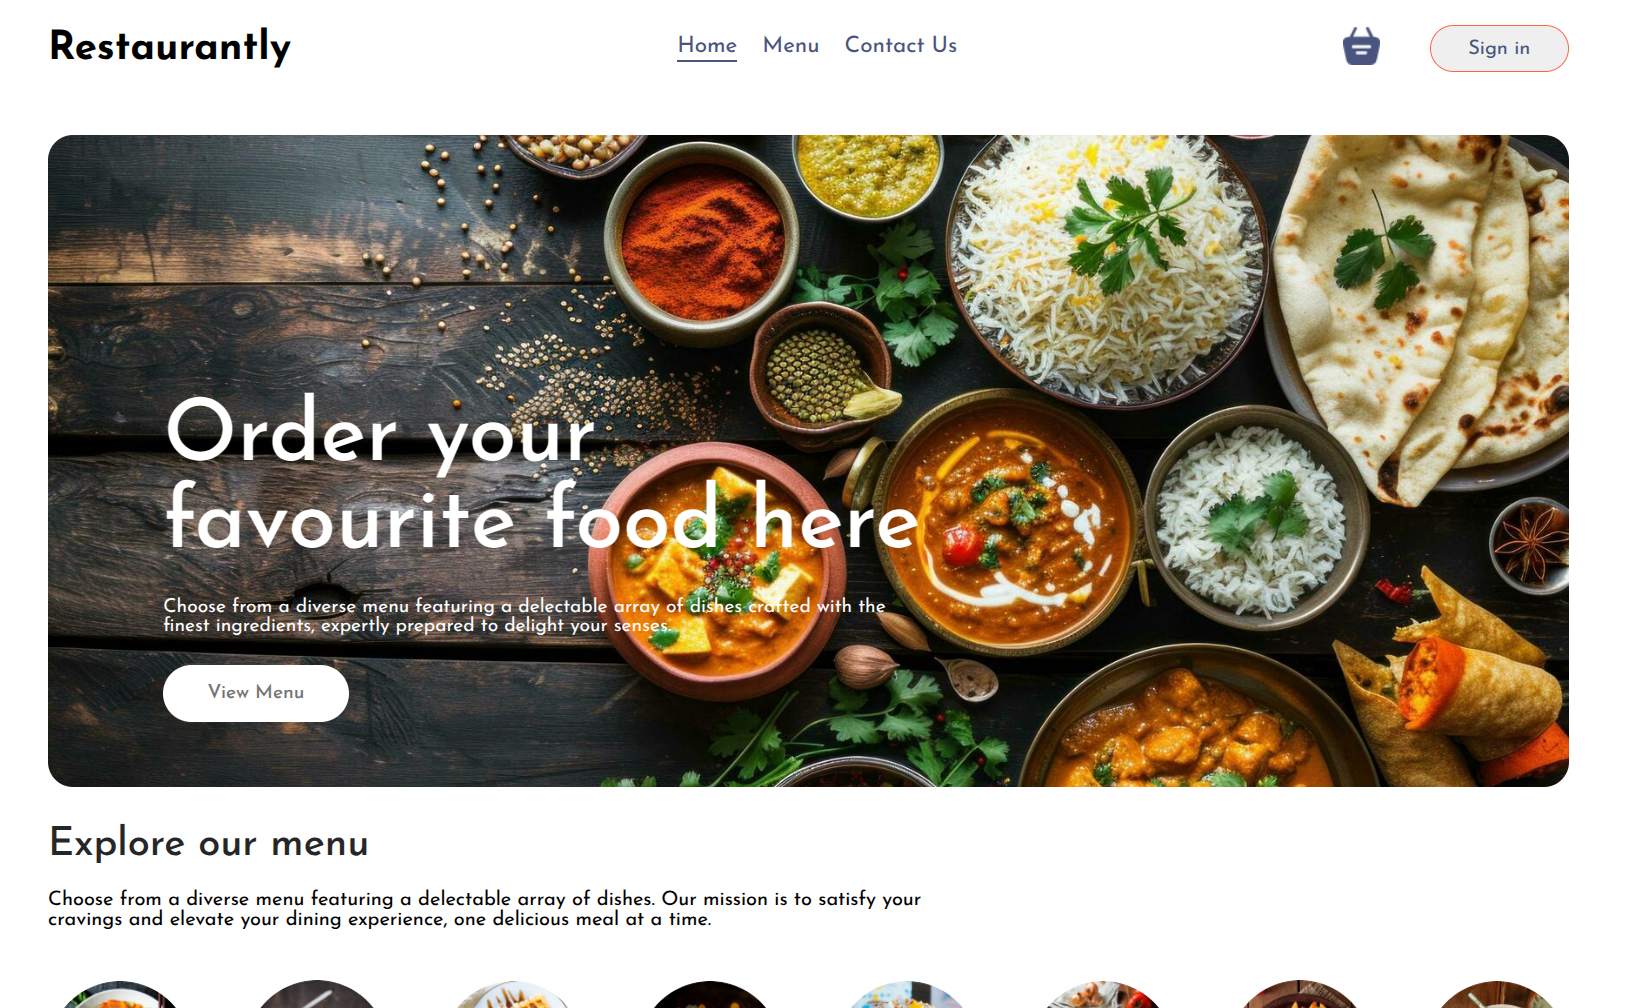 Restaurantly
Home Menu Contact Us
Sign in
Order your
favourite food here
Choose from a diverse menu featuring a delectable array of dishes crafted with the
finest ingredients, expertly prepared to delight your senses.
View Menu
Explore our menu
Choose from a diverse menu featuring a delectable array of dishes. Our mission is to satisfy your
cravings and elevate your dining experience, one delicious meal at a time.